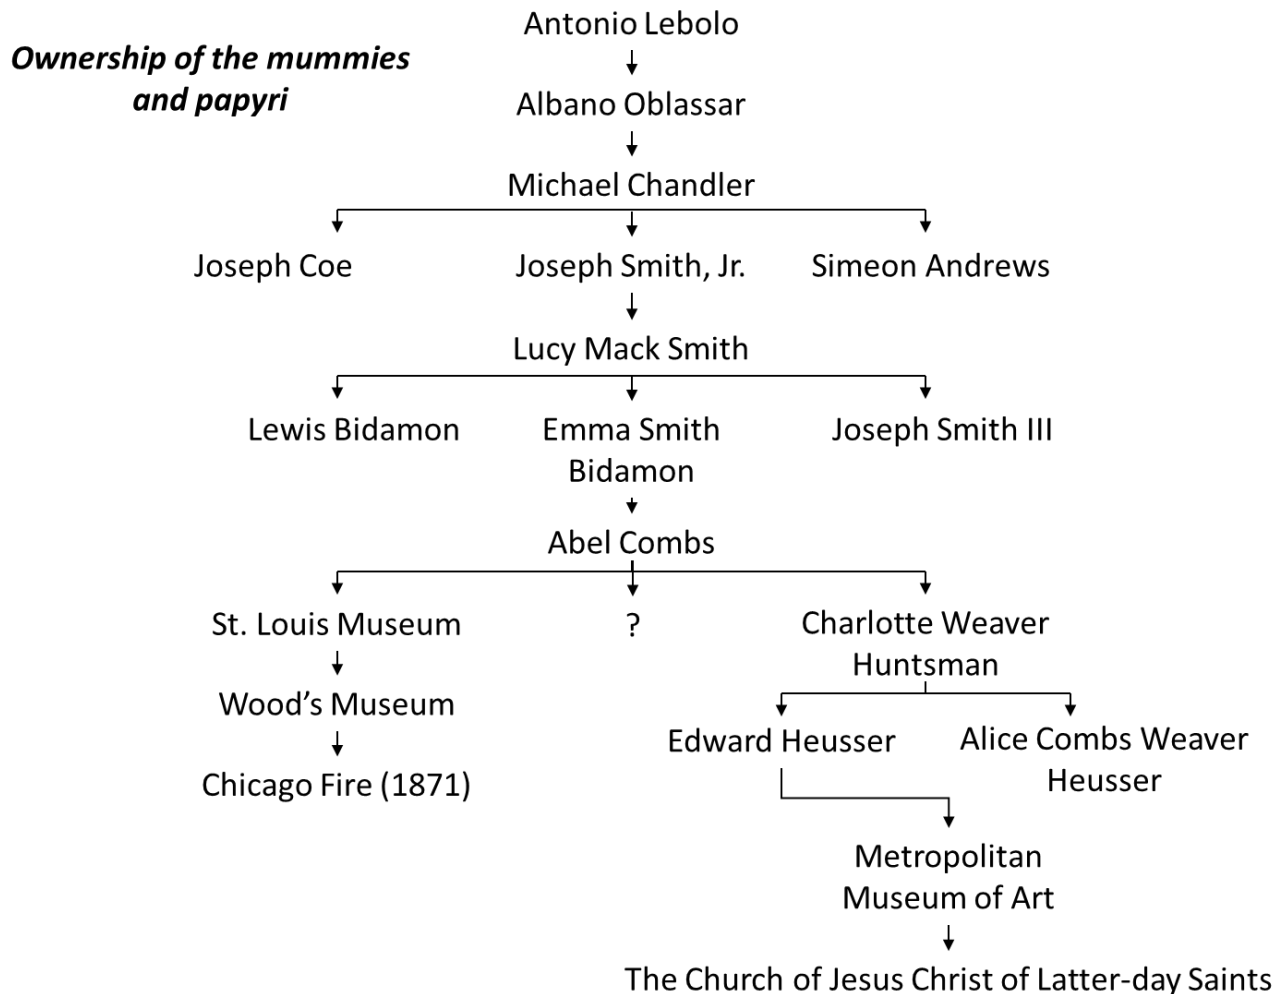 Antonio Lebolo
Ownership of the mummies
and papyri
Albano Oblassar
Michael Chandler
Joseph Coe
Joseph Smith, Jr.
Simeon Andrews
Lucy Mack Smith
Lewis Bidamon
Emma Smith
Bidamon
Joseph Smith III
Abel Combs
St. Louis Museum
?
Charlotte Weaver
Huntsman
Wood’s Museum
Edward Heusser
Alice Combs Weaver
Heusser
Chicago Fire (1871)
Metropolitan
Museum of Art
The Church of Jesus Christ of Latter-day Saints